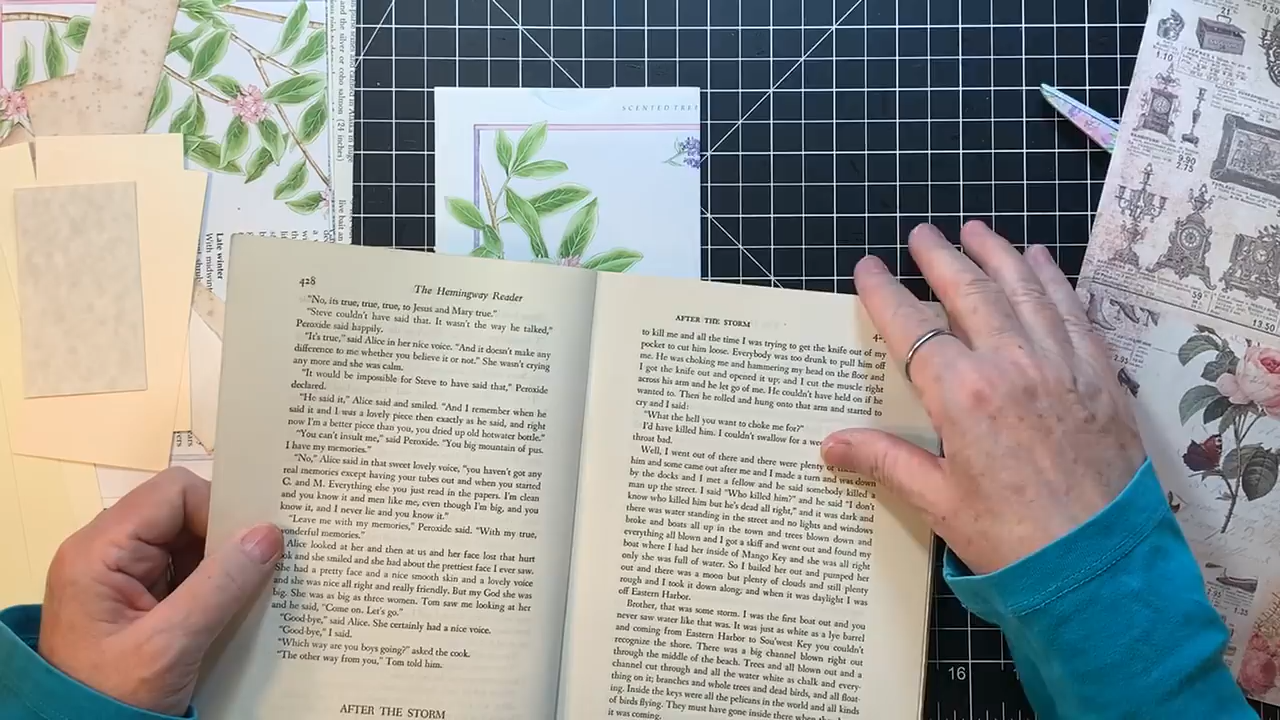 SCENTED TREE
Late winter
428
The Hemingway Reader
"No, its true, true, true, to Jesus and Mary true."
"Steve couldn't have said that. It wasn't the way he talked,"
Peroxide said happily.
"It's true," said Alice in her nice voice. "And it doesn't make any
difference to me whether you believe it or not." She wasn't crying
any more and she was calm.
"It would be impossible for Steve to have said that," Peroxide
declared.
"He said it," Alice said and smiled. "And I remember when he
said it and I was a lovely piece then exactly as he said, and right
now I'm a better piece than you, you dried up old hotwater bottle."
"You can't insult me," said Peroxide. "You big mountain of pus.
I have my memories."
"No," Alice said in that sweet lovely voice, "you haven't got any
real memories except having your tubes out and when you started
C. and M. Everything else you just read in the papers. I'm clean
and you know it and men like me, even though I'm big, and you
know it, and I never lie and you know it."
"Leave me with my memories," Peroxide said. "With my true,
wonderful memories."
Alice looked at her and then at us and her face lost that hurt
look and she smiled and she had about the prettiest face I ever saw.
She had a pretty face and a nice smooth skin and a lovely voice
and she was nice all right and really friendly. But my God she was
big. She was as big as three women. Tom saw me looking at her
and he said, "Come on. Let's go."
"Good-bye," said Alice. She certainly had a nice voice.
"Good-bye," I said.
"Which way are you boys going?" asked the cook.
"The other way from you," Tom told him.
AFTER THE STORM
AFTER THE STORM
to kill me and all the time I was trying to get the knife out of my
pocket to cut him loose. Everybody was too drunk to pull him off
me. He was choking me and hammering my head on the floor and
I got the knife out and opened it up; and I cut the muscle right
across his arm and he let go of me. He couldn't have held on if he
wanted to. Then he rolled and hung onto that arm and started to
cry and I said:
"What the hell you want to choke me for?"
I'd have killed him. I couldn't swallow for a
throat bad.
Well, I went out of there and there were plenty of
him and some came out after me and I made a turn and was down
by the docks and I met a fellow and he said somebody killed a
man up the street. I said "Who killed him?" and he said "I don't
know who killed him but he's dead all right," and it was dark and
there was water standing in the street and no lights and windows
broke and boats all up in the town and trees blown down and
everything all blown and I got a skiff and went out and found my
boat where I had her inside of Mango Key and she was all right
only she was full of water. So I bailed her out and pumped her
out and there was a moon but plenty of clouds and still plenty
rough and I took it down along; and when it was daylight I was
off Eastern Harbor.
Brother, that was some storm. I was the first boat out and you
never saw water like that was. It was just as white as a lye barrel
and coming from Eastern Harbor to Sou'west Key you couldn't
recognize the shore. There was a big channel blown right out
through the middle of the beach. Trees and all blown out and a
channel cut through and all the water white as chalk and every-
thing on it; branches and whole trees and dead birds, and all float-
ing. Inside the keys were all the pelicans in the world and all kinds
of birds flying. They must have gone inside there when
it was coming.
16